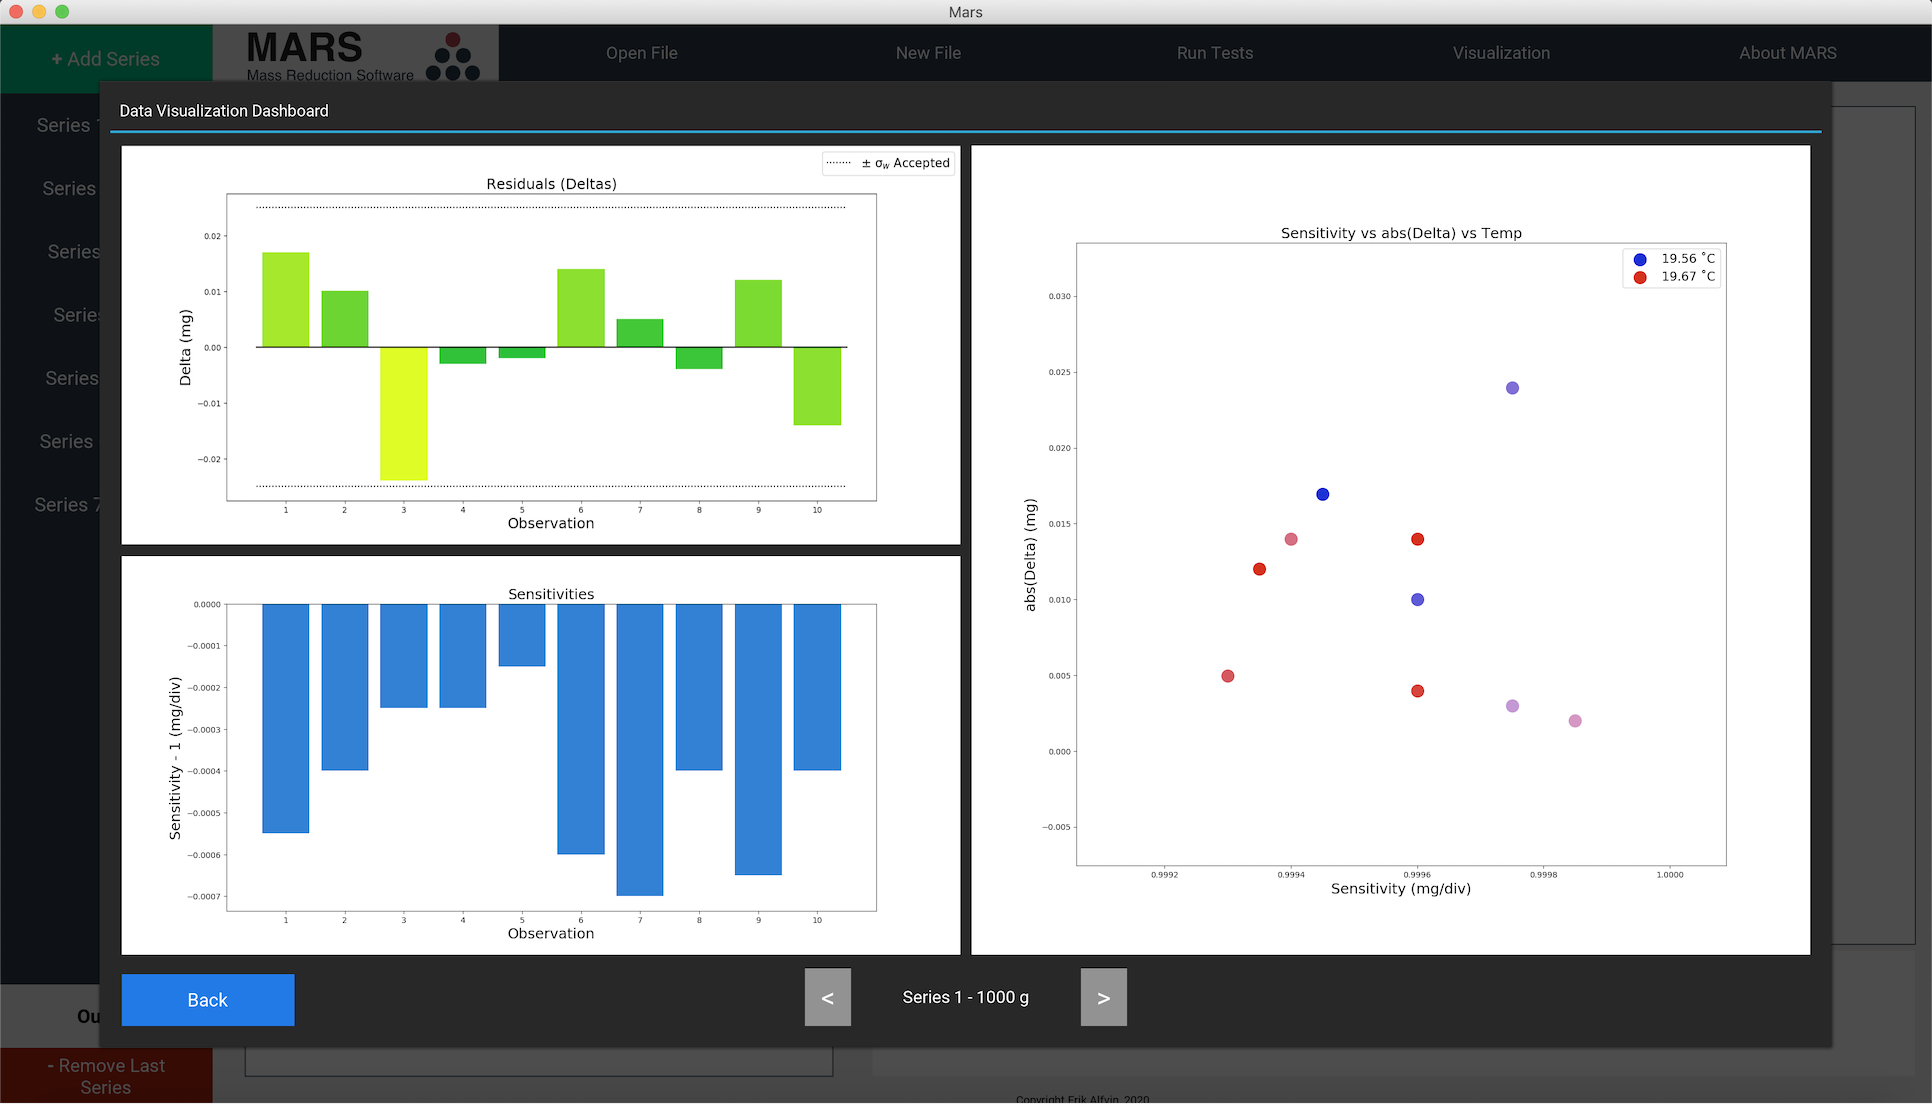 Mars
+ Add Series
MARS
Mass Reduction Software
Open File
New File
Run Tests
Visualization
About MARS
Series
Series
Series
Series
Series
Series
Series 7
Data Visualization Dashboard
± σw Accepted
Residuals (Deltas)
Delta (mg)
0.02
0.01
0.00
−0.01
−0.02
1 2 3 4 5 6 7 8 9 10
Observation
Sensitivities
Sensitivity - 1 (mg/div)
0.0000
−0.0001
−0.0002
−0.0003
−0.0004
−0.0005
−0.0006
−0.0007
1 2 3 4 5 6 7 8 9 10
Observation
Sensitivity vs abs(Delta) vs Temp
19.56 ˚C
19.67 ˚C
abs(Delta) (mg)
0.030
0.025
0.020
0.015
0.010
0.005
0.000
−0.005
0.9992 0.9994 0.9996 0.9998 1.0000
Sensitivity (mg/div)
Back
<
Series 1 - 1000 g
>
Ou
- Remove Last
Series
Copyright Erik Alfvin, 2020